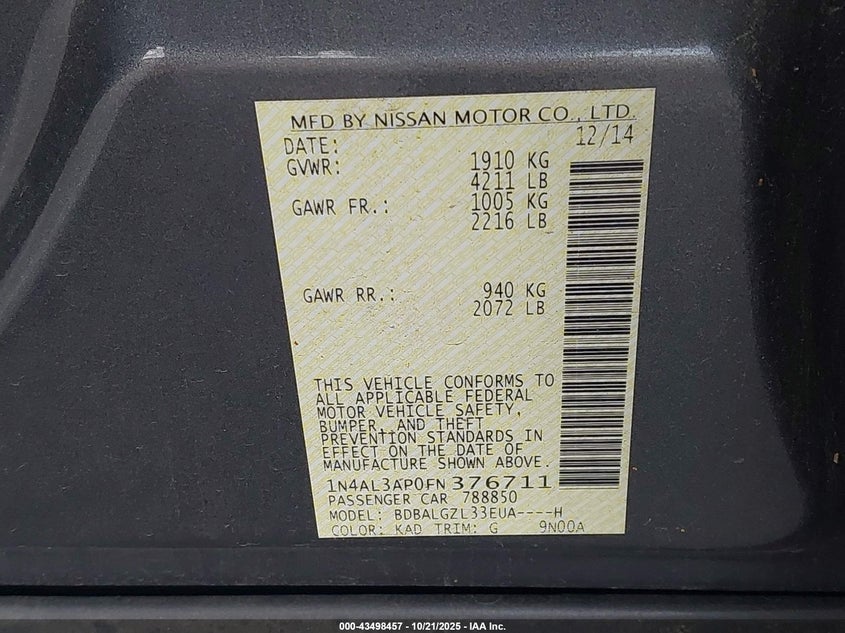 MFD BY NISSAN MOTOR CO., LTD.
DATE: 12/14
GVWR: 1910 KG
4211 LB
GAWR FR.: 1005 KG
2216 LB
GAWR RR.: 940 KG
2072 LB
THIS VEHICLE CONFORMS TO
ALL APPLICABLE FEDERAL
MOTOR VEHICLE SAFETY,
BUMPER, AND THEFT
PREVENTION STANDARDS IN
EFFECT ON THE DATE OF
MANUFACTURE SHOWN ABOVE.
1N4AL3AP0FN376711
PASSENGER CAR 788850
MODEL: BDBALGZL33EUA----H
COLOR: KAD TRIM: G 9N00A
000-43498457 - 10/21/2025 - IAA Inc.